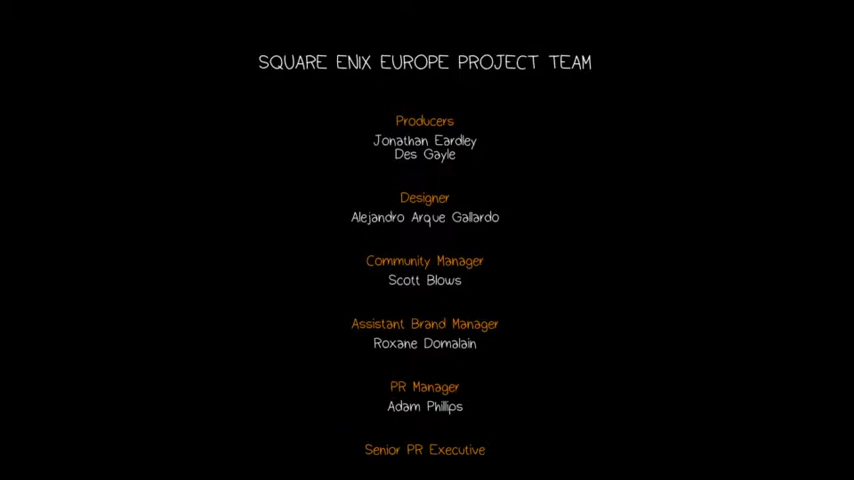 SQUARE ENIX EUROPE PROJECT TEAM
Producers
Jonathan Eardley
Des Gayle
Designer
Alejandro Arque Gallardo
Community Manager
Scott Blows
Assistant Brand Manager
Roxane Domalain
PR Manager
Adam Phillips
Senior PR Executive